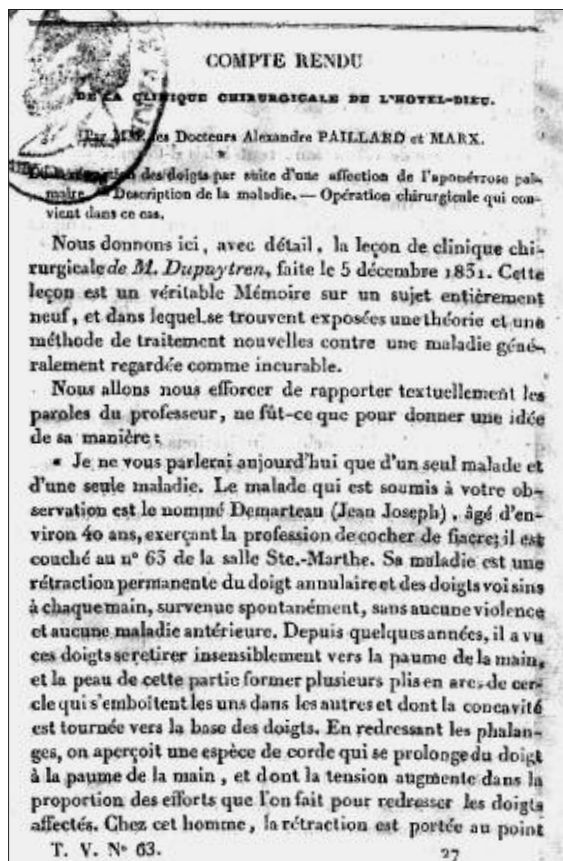 COMPTE RENDU
DE LA CLINIQUE CHIRURGICALE DE L'HOTEL-DIEU.
Par MM. les Docteurs Alexandre PAILLARD et MARX.
des doigts par suite d'une affection de l'aponévrose pal-
maire. — Description de la maladie. — Opération chirurgicale qui con-
vient dans ce cas.
Nous donnons ici, avec détail, la leçon de clinique chi-
rurgicale de M. Dupuytren, faite le 5 décembre 1831. Cette
leçon est un véritable Mémoire sur un sujet entièrement
neuf, et dans lequel se trouvent exposées une théorie et une
méthode de traitement nouvelles contre une maladie géné-
ralement regardée comme incurable.
Nous allons nous efforcer de rapporter textuellement les
paroles du professeur, ne fût-ce que pour donner une idée
de sa manière :
« Je ne vous parlerai aujourd'hui que d'un seul malade et
d'une seule maladie. Le malade qui est soumis à votre ob-
servation est le nommé Demarteau (Jean Joseph), âgé d'en-
viron 40 ans, exerçant la profession de cocher de fiacre; il est
couché au n° 63 de la salle Ste.-Marthe. Sa maladie est une
rétraction permanente du doigt annulaire et des doigts voisins
à chaque main, survenue spontanément, sans aucune violence
et aucune maladie antérieure. Depuis quelques années, il a vu
ces doigts se retirer insensiblement vers la paume de la main,
et la peau de cette partie former plusieurs plis en arc de cer-
cle qui s'emboîtent les uns dans les autres et dont la concavité
est tournée vers la base des doigts. En redressant les phalan-
ges, on aperçoit une espèce de corde qui se prolonge du doigt
à la paume de la main, et dont la tension augmente dans la
proportion des efforts que l'on fait pour redresser les doigts
affectés. Chez cet homme, la rétraction est portée au point
T. V. N° 63. 27